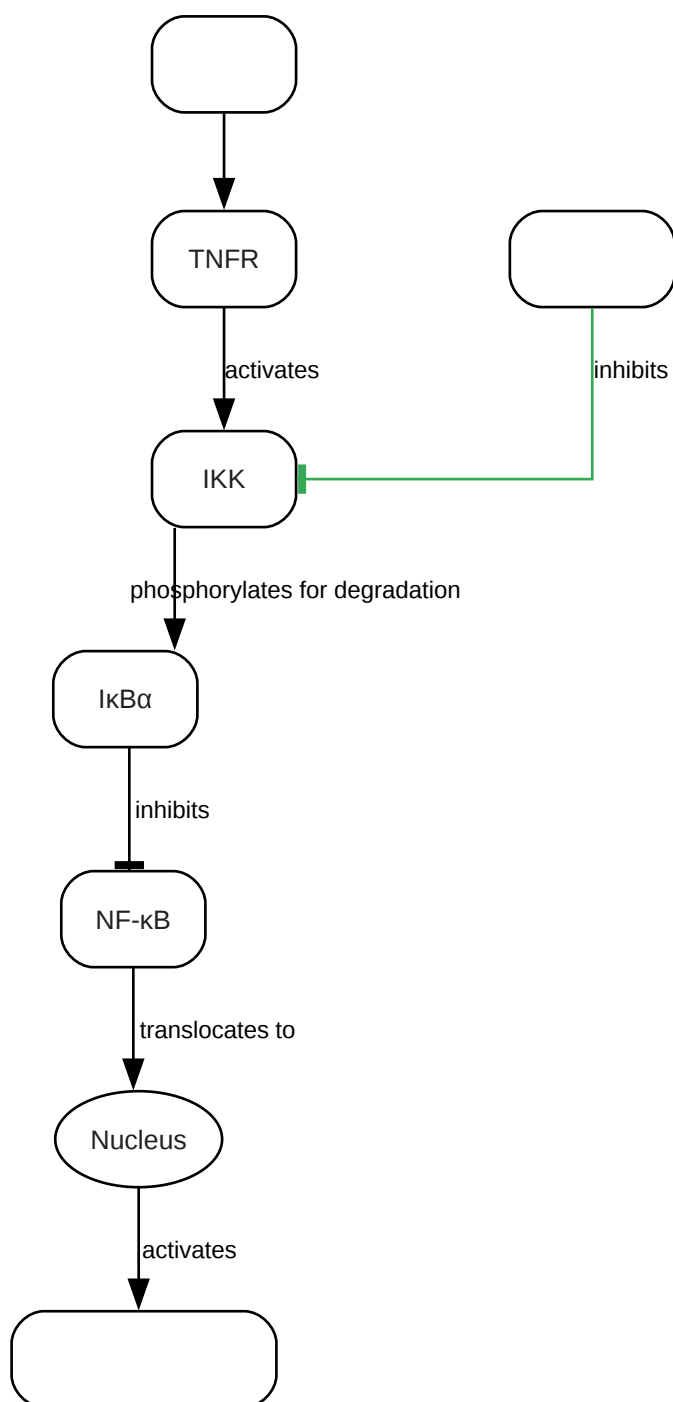 TNFR
activates
inhibits
IKK
phosphorylates for degradation
IκBα
inhibits
NF-κB
translocates to
Nucleus
activates